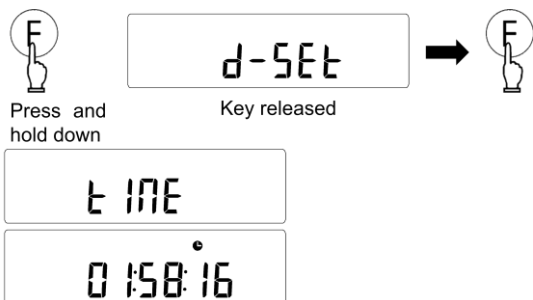 F
d-SEt
F
Press and
hold down
Key released
t IME
01:58:16